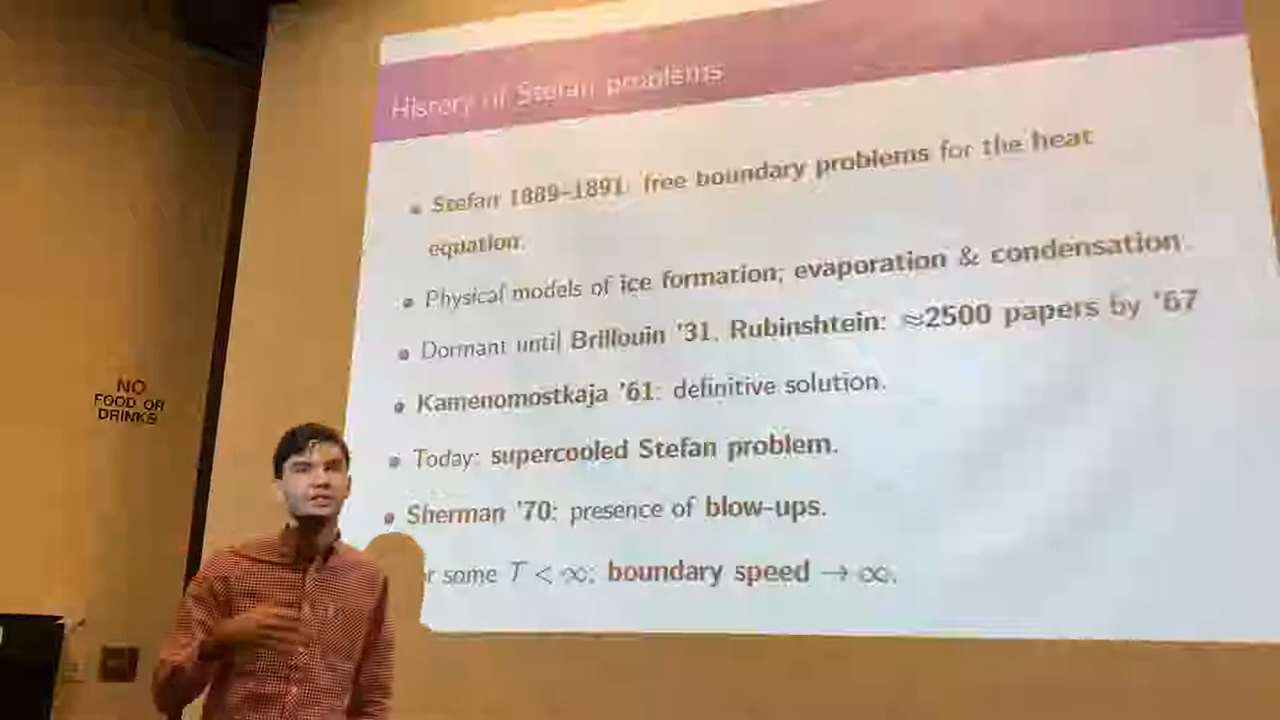 History of Stefan problems
Stefan 1889–1891: free boundary problems for the heat
equation.
Physical models of ice formation; evaporation & condensation.
Dormant until Brillouin '31, Rubinshtein: ≈2500 papers by '67
Kamenomostkaja '61: definitive solution.
Today: supercooled Stefan problem.
Sherman '70: presence of blow-ups.
some T < ∞: boundary speed → ∞.
NO
FOOD OR
DRINKS